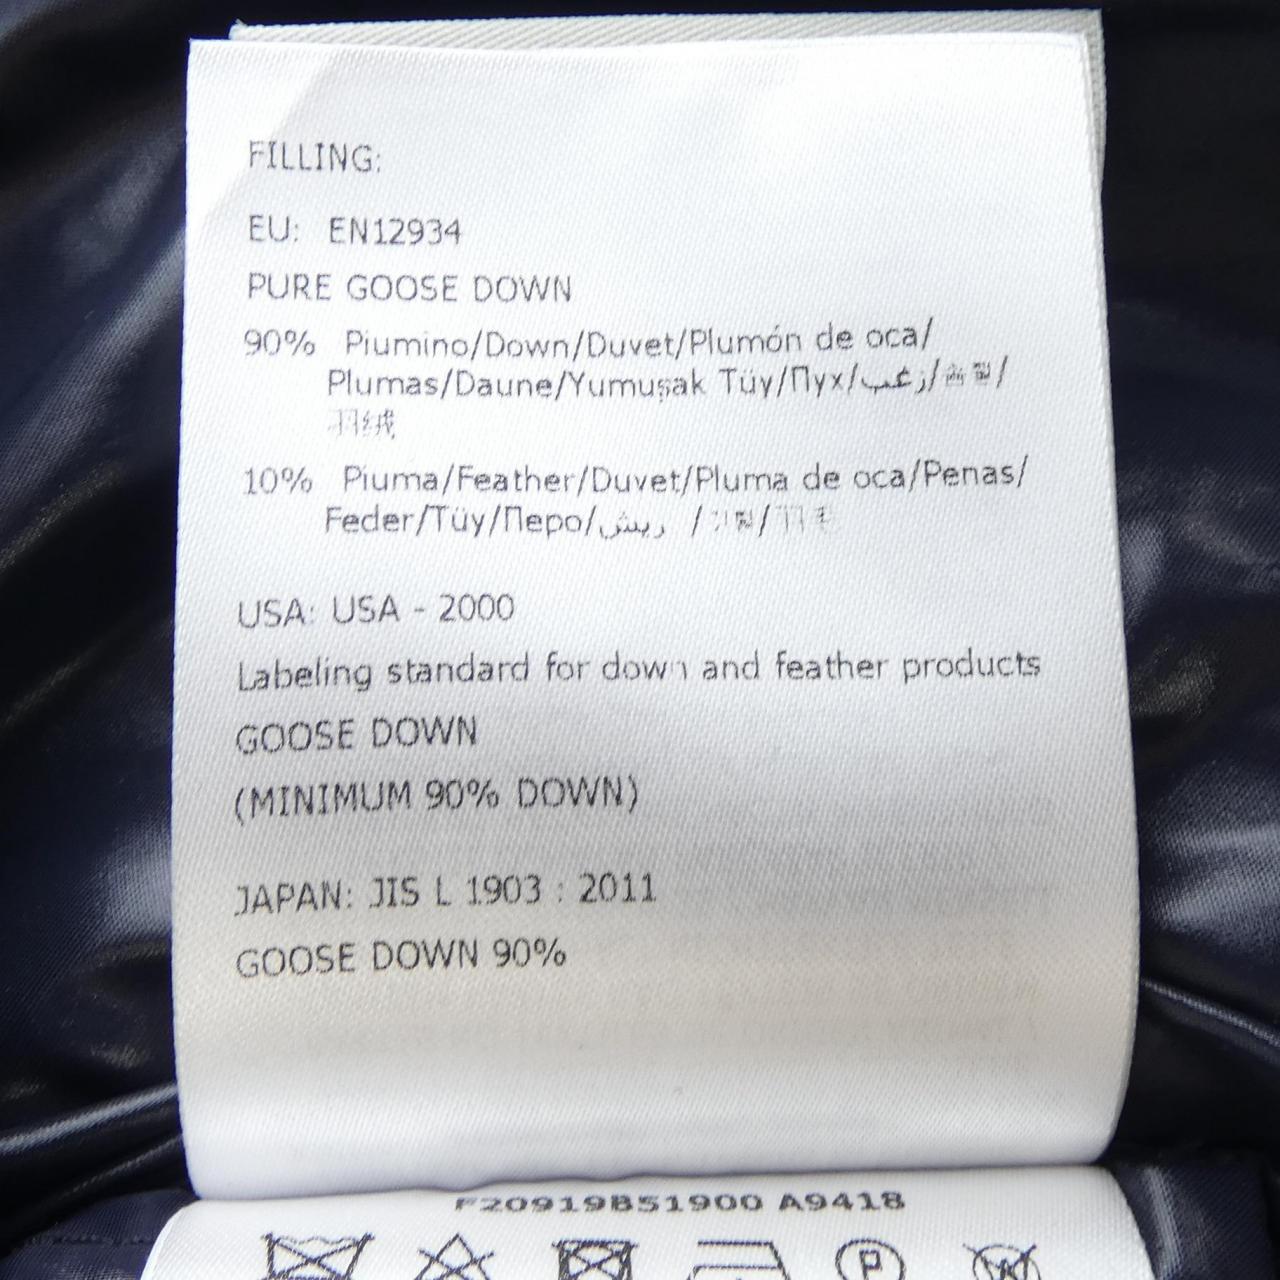 FILLING:
EU: EN12934
PURE GOOSE DOWN
90% Piumino/Down/Duvet/Plumón de oca/
Plumas/Daune/Yumuşak Tüy/Пух/زغب/
羽绒
10% Piuma/Feather/Duvet/Pluma de oca/Penas/
Feder/Tüy/Перо/ريش /羽毛
USA: USA - 2000
Labeling standard for down and feather products
GOOSE DOWN
(MINIMUM 90% DOWN)
JAPAN: JIS L 1903 : 2011
GOOSE DOWN 90%
F20919B51900 A9418
P
W